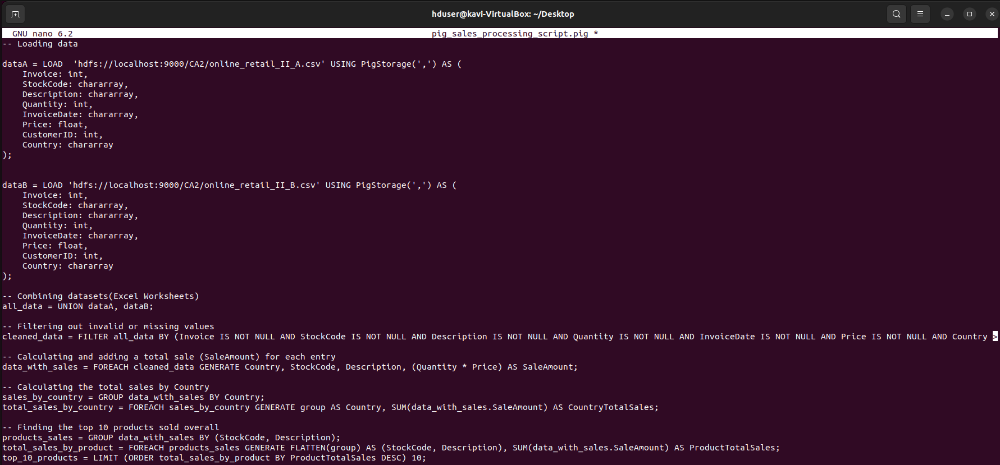 hduser@kavi-VirtualBox: ~/Desktop
GNU nano 6.2 pig_sales_processing_script.pig *
-- Loading data
dataA = LOAD  'hdfs://localhost:9000/CA2/online_retail_II_A.csv' USING PigStorage(',') AS (
    Invoice: int,
    StockCode: chararray,
    Description: chararray,
    Quantity: int,
    InvoiceDate: chararray,
    Price: float,
    CustomerID: int,
    Country: chararray
);
dataB = LOAD 'hdfs://localhost:9000/CA2/online_retail_II_B.csv' USING PigStorage(',') AS (
    Invoice: int,
    StockCode: chararray,
    Description: chararray,
    Quantity: int,
    InvoiceDate: chararray,
    Price: float,
    CustomerID: int,
    Country: chararray
);
-- Combining datasets(Excel Worksheets)
all_data = UNION dataA, dataB;
-- Filtering out invalid or missing values
cleaned_data = FILTER all_data BY (Invoice IS NOT NULL AND StockCode IS NOT NULL AND Description IS NOT NULL AND Quantity IS NOT NULL AND InvoiceDate IS NOT NULL AND Price IS NOT NULL AND Country >
-- Calculating and adding a total sale (SaleAmount) for each entry
data_with_sales = FOREACH cleaned_data GENERATE Country, StockCode, Description, (Quantity * Price) AS SaleAmount;
-- Calculating the total sales by Country
sales_by_country = GROUP data_with_sales BY Country;
total_sales_by_country = FOREACH sales_by_country GENERATE group AS Country, SUM(data_with_sales.SaleAmount) AS CountryTotalSales;
-- Finding the top 10 products sold overall
products_sales = GROUP data_with_sales BY (StockCode, Description);
total_sales_by_product = FOREACH products_sales GENERATE FLATTEN(group) AS (StockCode, Description), SUM(data_with_sales.SaleAmount) AS ProductTotalSales;
top_10_products = LIMIT (ORDER total_sales_by_product BY ProductTotalSales DESC) 10;